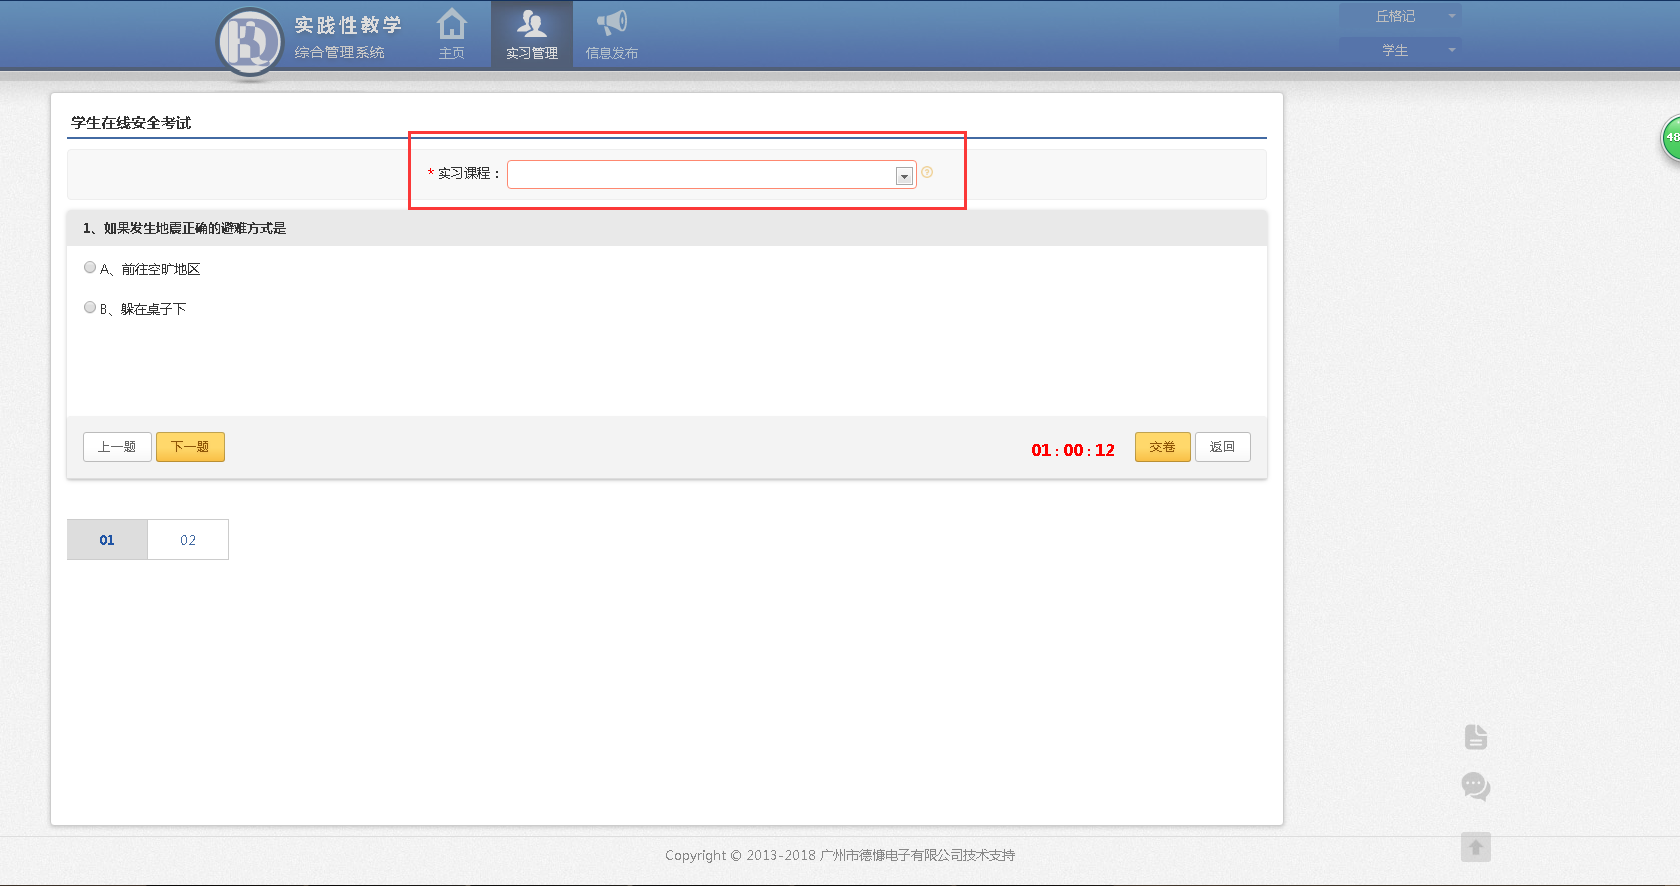 实践性教学
综合管理系统
主页
实习管理
信息发布
丘格记
学生
48
学生在线安全考试
* 实习课程：
1、如果发生地震正确的避难方式是
A、前往空旷地区
B、躲在桌子下
上一题
下一题
01 : 00 : 12
交卷
返回
01
02
Copyright © 2013-2018 广州市德慷电子有限公司技术支持